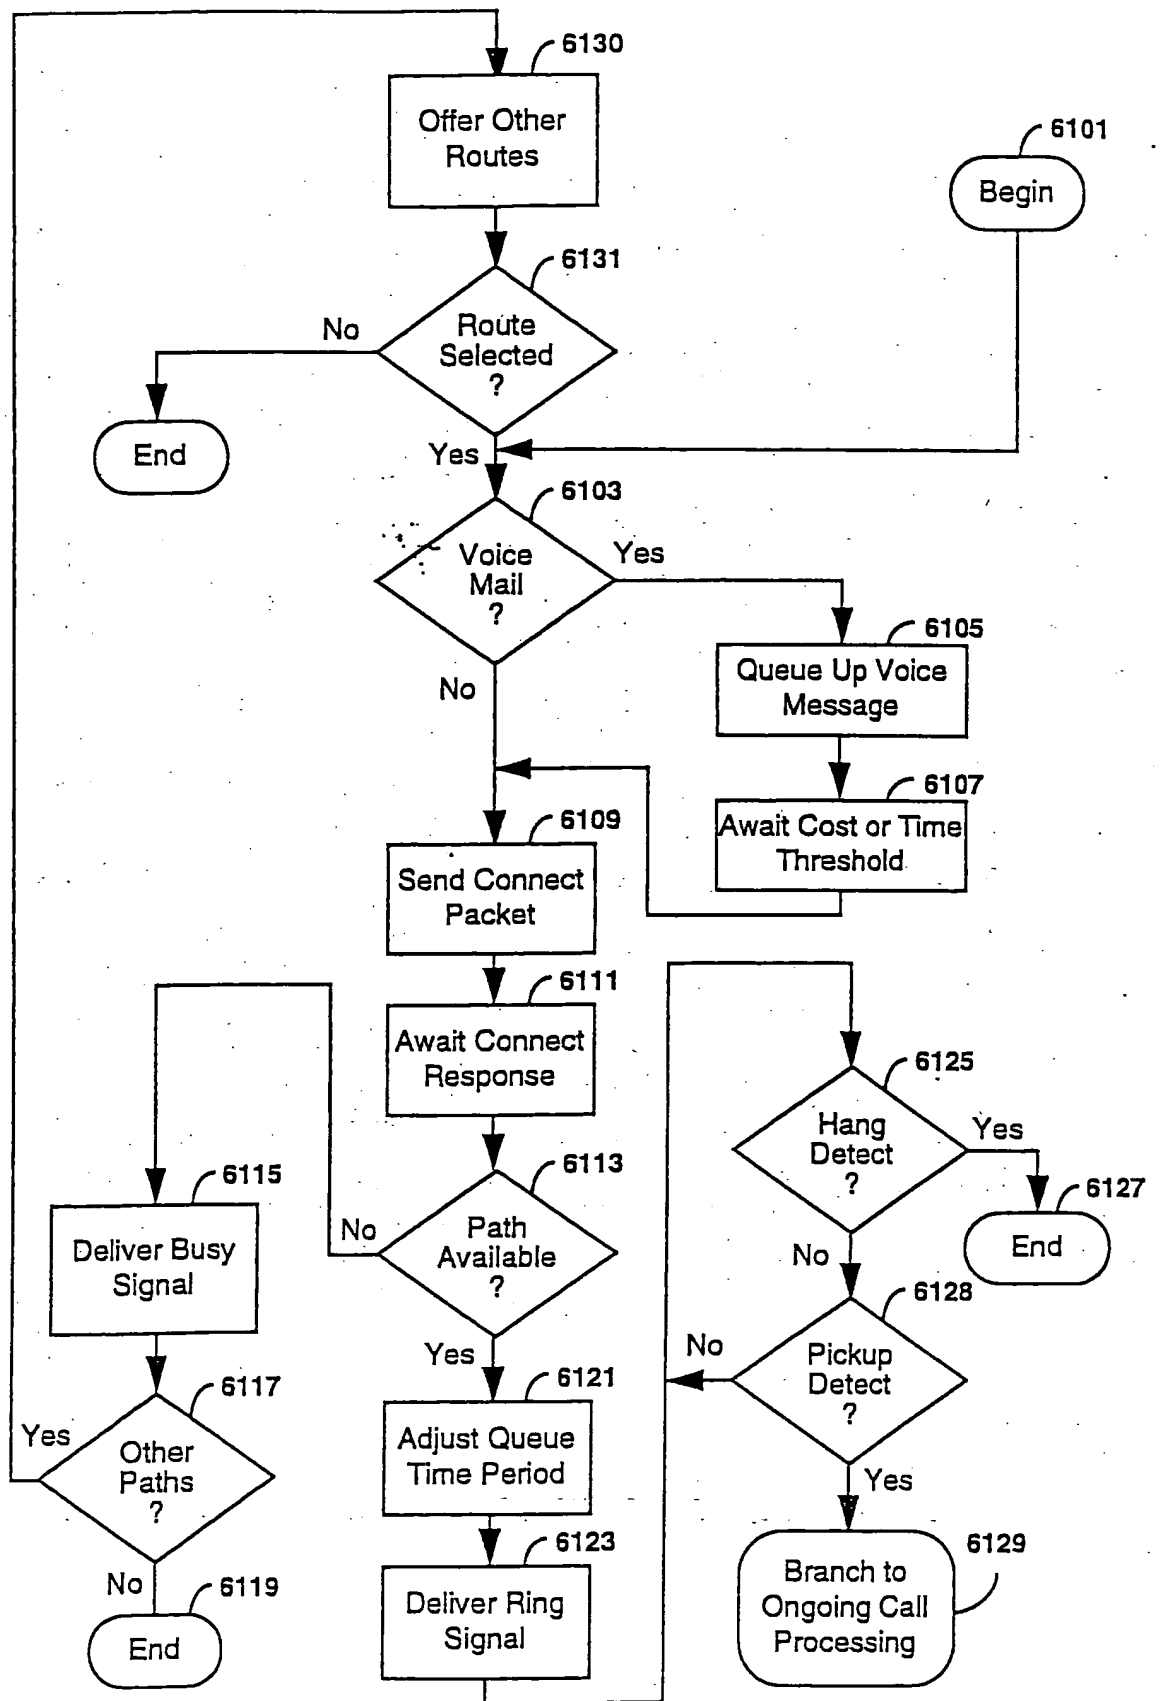 6130
Offer Other
Routes
6101
Begin
6131
Route
Selected
?
No
End
Yes
6103
Voice
Mail
?
Yes
No
6105
Queue Up Voice
Message
6107
Await Cost or Time
Threshold
6109
Send Connect
Packet
6111
Await Connect
Response
6113
Path
Available
?
No
Yes
6115
Deliver Busy
Signal
6117
Other
Paths
?
Yes
No
6119
End
6121
Adjust Queue
Time Period
6123
Deliver Ring
Signal
6125
Hang
Detect
?
Yes
6127
End
No
6128
Pickup
Detect
?
No
Yes
6129
Branch to
Ongoing Call
Processing